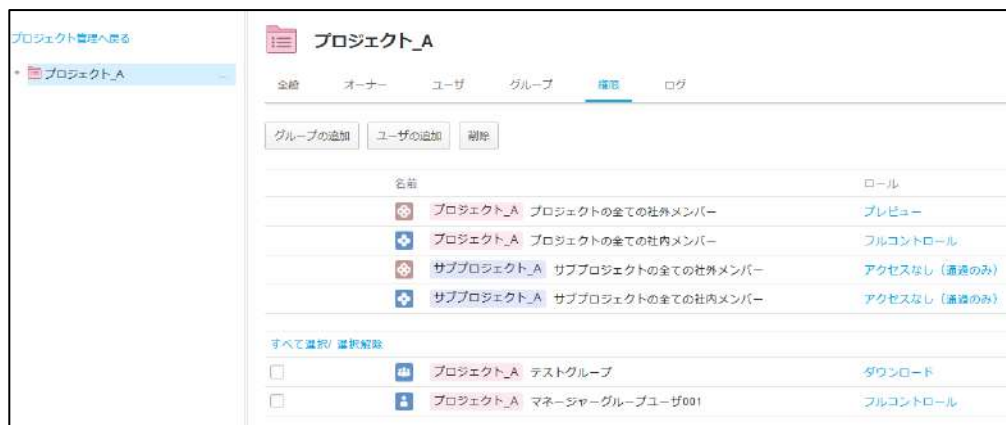 プロジェクト管理へ戻る
プロジェクト_A
プロジェクト_A
全般 オーナー ユーザ グループ 権限 ログ
グループの追加 ユーザの追加 削除
名前 ロール
プロジェクト_A プロジェクトの全ての社外メンバー プレビュー
プロジェクト_A プロジェクトの全ての社内メンバー フルコントロール
サブプロジェクト_A サブプロジェクトの全ての社外メンバー アクセスなし（通過のみ）
サブプロジェクト_A サブプロジェクトの全ての社内メンバー アクセスなし（通過のみ）
すべて選択/ 選択解除
プロジェクト_A テストグループ ダウンロード
プロジェクト_A マネージャーグループユーザ001 フルコントロール